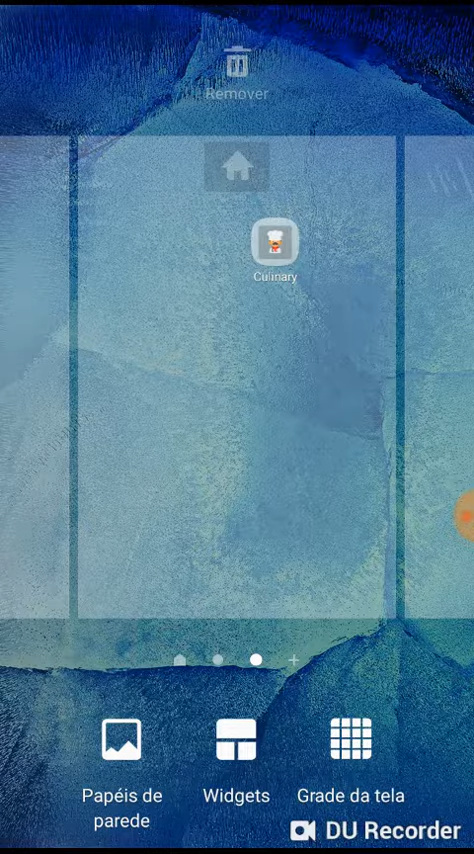 Remover
Culinary
Papéis de
parede
Widgets
Grade da tela
DU Recorder